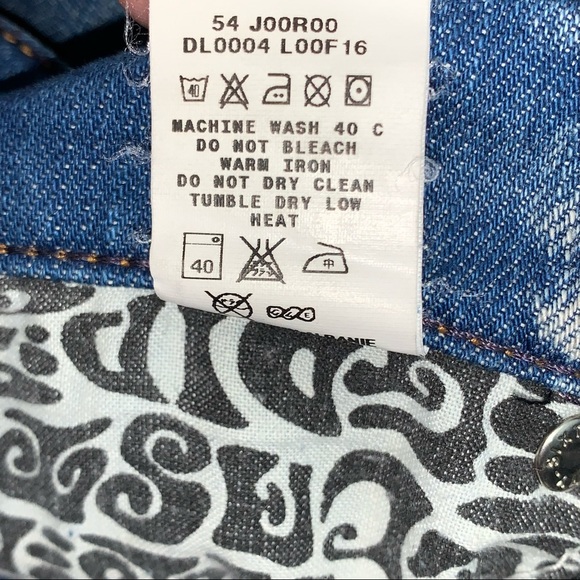 54 J00R00
DL0004 L00F16
40
MACHINE WASH 40 C
DO NOT BLEACH
WARM IRON
DO NOT DRY CLEAN
TUMBLE DRY LOW
HEAT
40
中